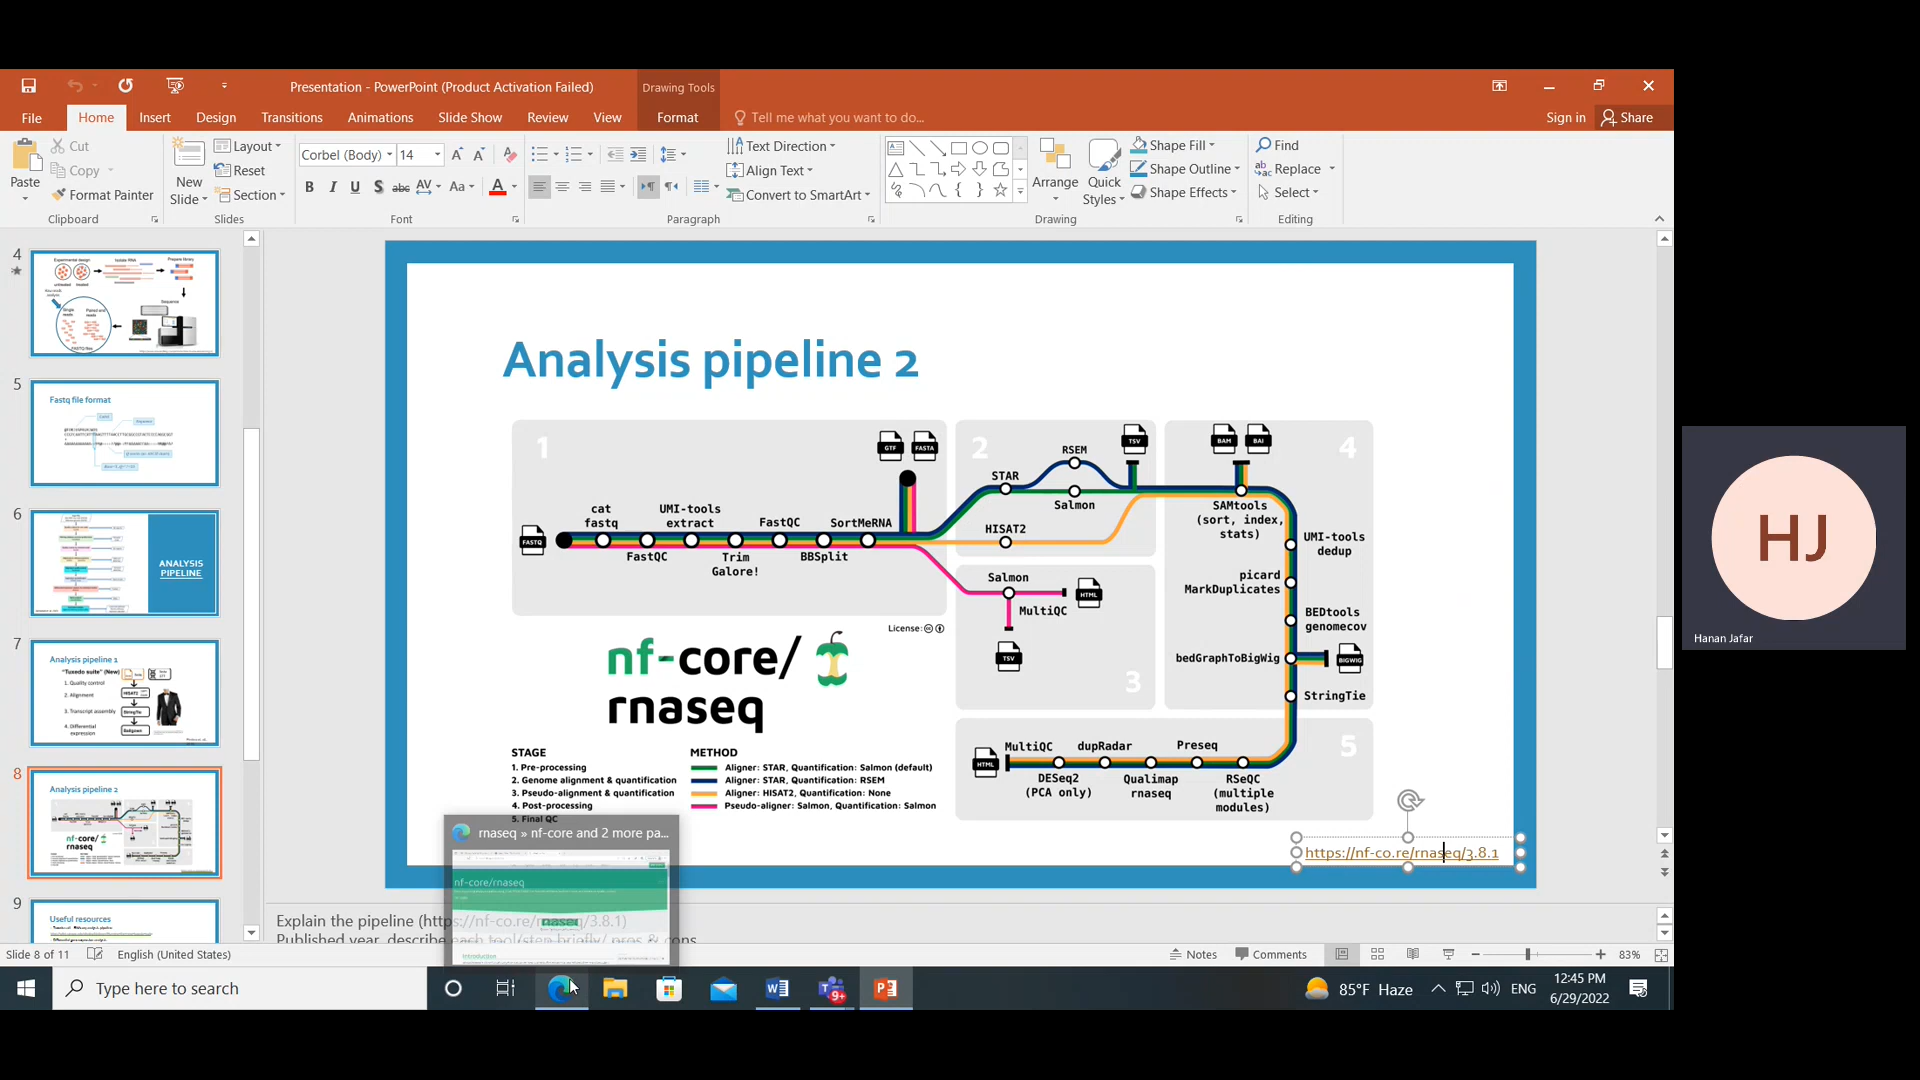 Presentation - PowerPoint (Product Activation Failed)
Drawing Tools
File
Home
Insert
Design
Transitions
Animations
Slide Show
Review
View
Format
Tell me what you want to do...
Sign in
Share
Paste
Cut
Copy
Format Painter
Clipboard
New Slide
Layout
Reset
Section
Slides
Corbel (Body)
14
Font
Text Direction
Align Text
Convert to SmartArt
Paragraph
Arrange
Quick Styles
Shape Fill
Shape Outline
Shape Effects
Drawing
Find
Replace
Select
Editing
4
5
Fastq file format
6
ANALYSIS
PIPELINE
7
Analysis pipeline 1
"Tuxedo suite" (New)
1. Quality control
2. Alignment
3. Transcript assembly
4. Differential
expression
8
Analysis pipeline 2
nf-core/
rnaseq
9
Useful resources
Analysis pipeline 2
1
GTF
FASTA
FASTQ
cat
fastq
FastQC
UMI-tools
extract
Trim
Galore!
FastQC
BBSplit
SortMeRNA
2
STAR
RSEM
Salmon
HISAT2
TSV
3
Salmon
MultiQC
HTML
TSV
4
BAM
BAI
SAMtools
(sort, index,
stats)
UMI-tools
dedup
picard
MarkDuplicates
BEDtools
genomecov
bedGraphToBigWig
BIGWIG
StringTie
5
HTML
MultiQC
DESeq2
(PCA only)
dupRadar
Qualimap
rnaseq
Preseq
RSeQC
(multiple
modules)
License:
nf-core/
rnaseq
STAGE
1. Pre-processing
2. Genome alignment & quantification
3. Pseudo-alignment & quantification
4. Post-processing
5. Final QC
METHOD
Aligner: STAR, Quantification: Salmon (default)
Aligner: STAR, Quantification: RSEM
Aligner: HISAT2, Quantification: None
Pseudo-aligner: Salmon, Quantification: Salmon
https://nf-co.re/rnaseq/3.8.1
rnaseq » nf-core and 2 more pa...
nf-core/rnaseq
Introduction
Explain the pipeline (https://nf-co.re/rnaseq/3.8.1)
Published year, describe each tool/step briefly/ pros & cons
Slide 8 of 11
English (United States)
Notes
Comments
83%
Type here to search
9+
85°F Haze
ENG
12:45 PM
6/29/2022
HJ
Hanan Jafar